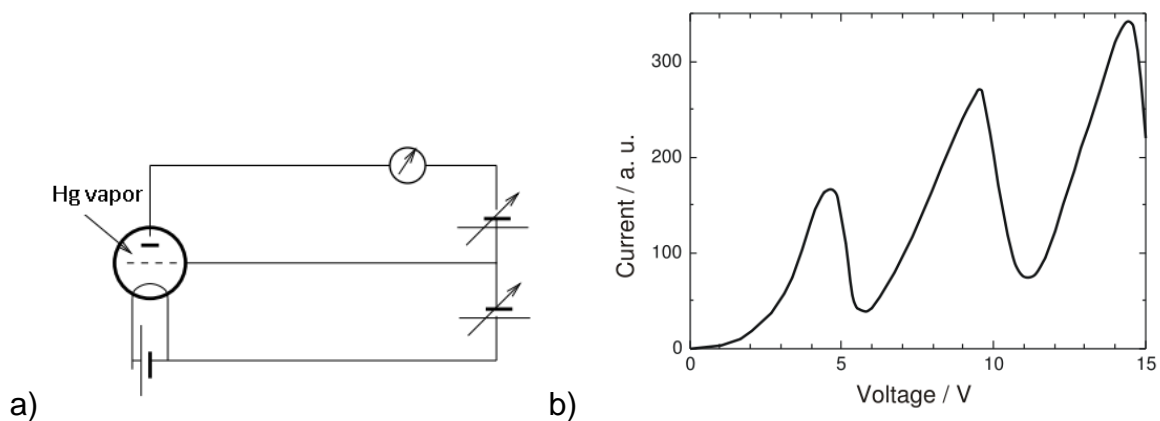 Hg vapor
a)
300
200
100
0
Current / a. u.
0 5 10 15
Voltage / V
b)